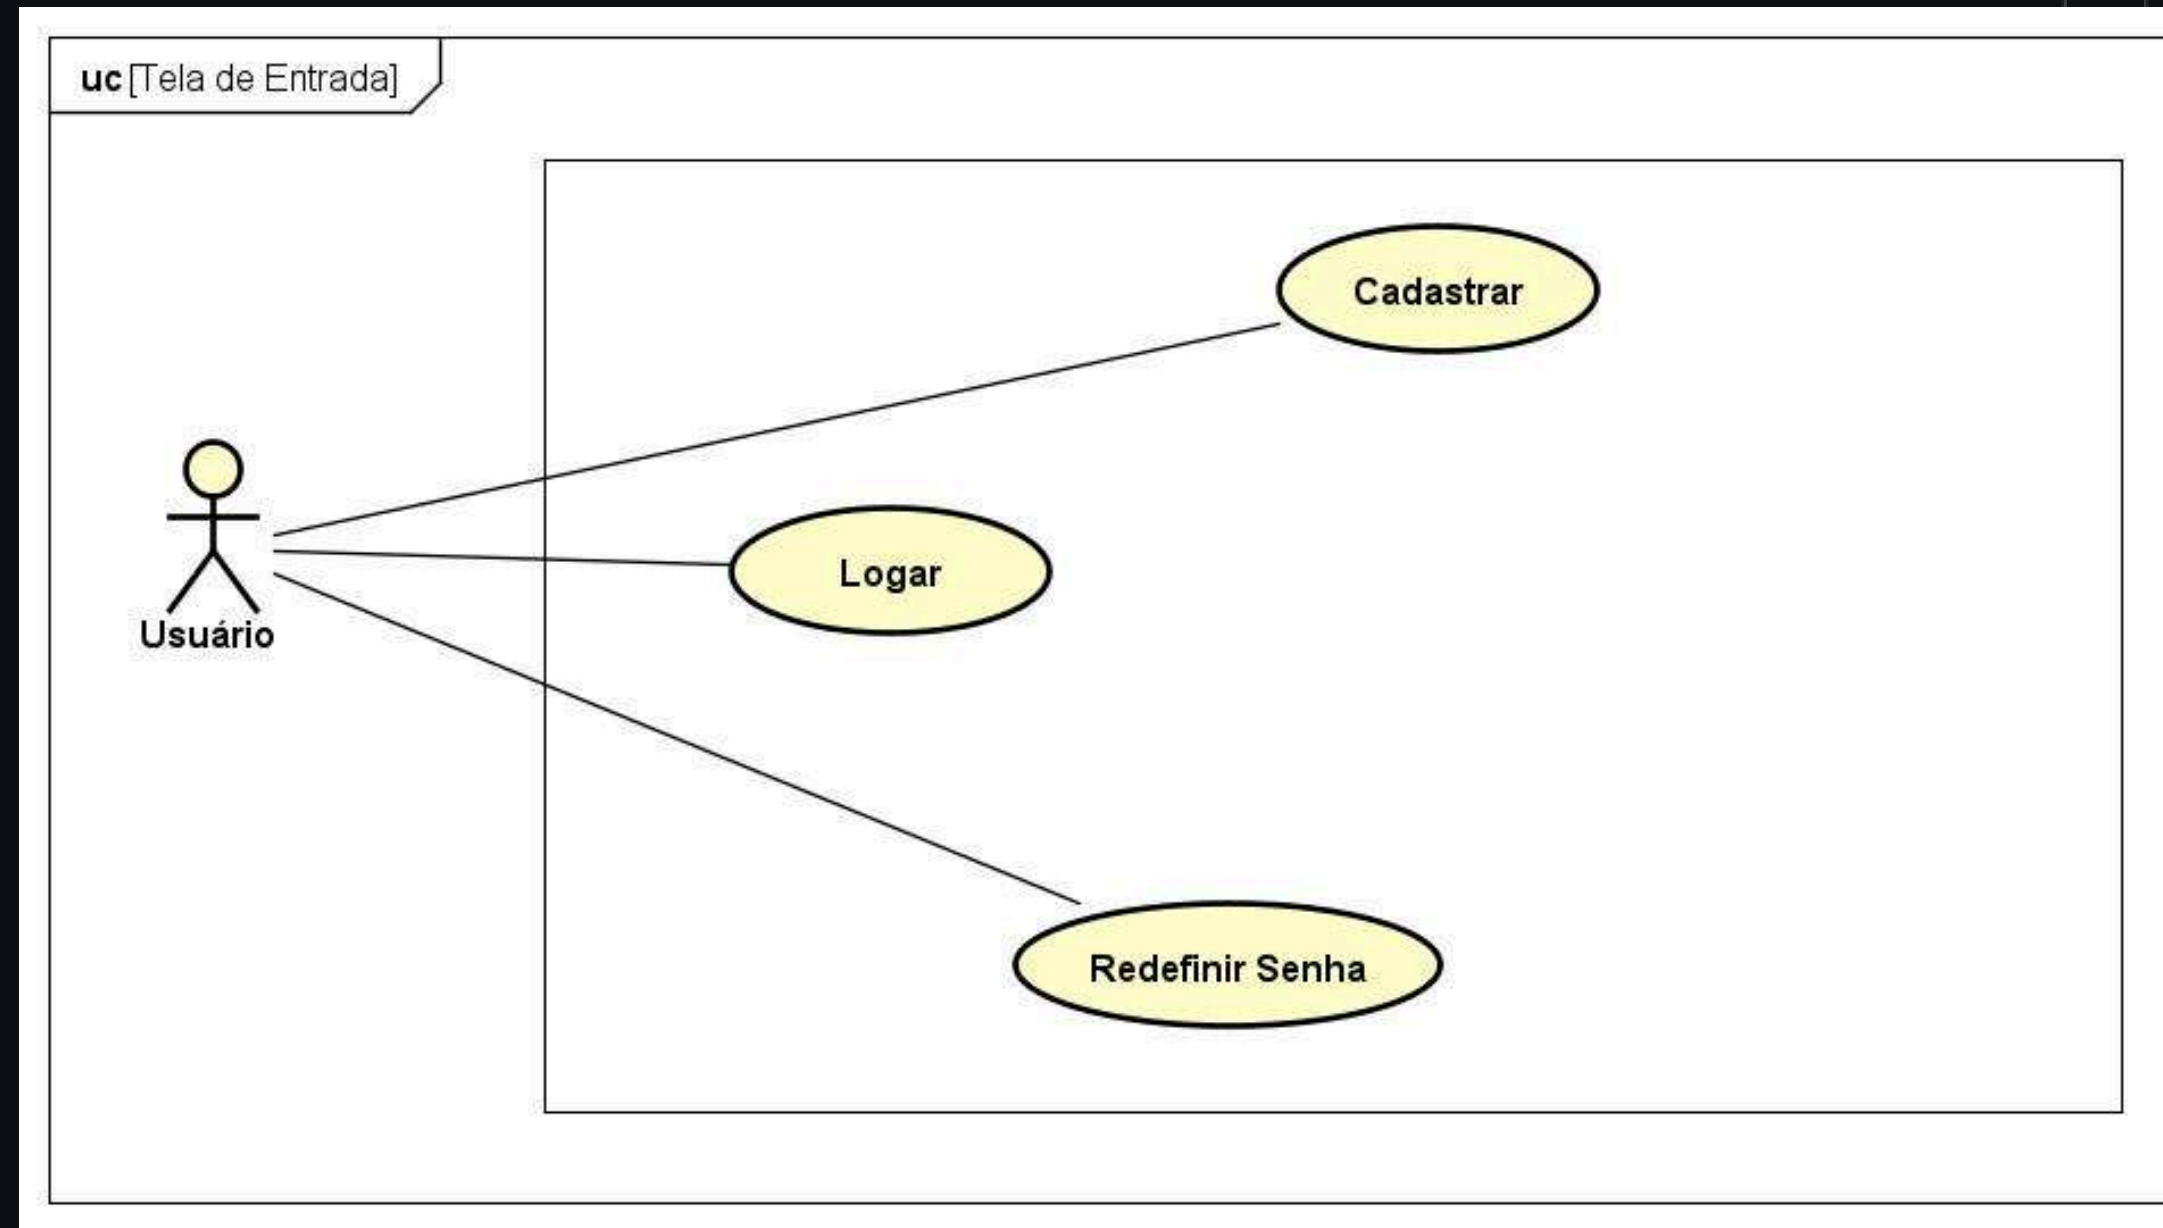 uc [Tela de Entrada]
Cadastrar
Logar
Usuário
Redefinir Senha